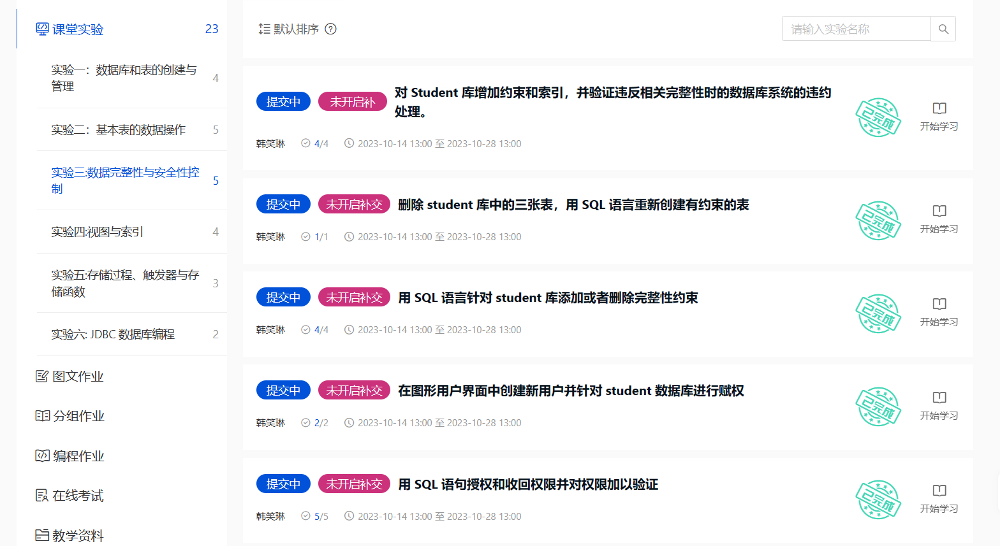 课堂实验 23
实验一：数据库和表的创建与
管理
4
实验二：基本表的数据操作 5
实验三:数据完整性与安全性控
制
5
实验四:视图与索引 4
实验五:存储过程、触发器与存
储函数
3
实验六: JDBC 数据库编程 2
图文作业
分组作业
编程作业
在线考试
教学资料
默认排序 ?
请输入实验名称
提交中 未开启补 对 Student 库增加约束和索引，并验证违反相关完整性时的数据库系统的违约
处理。
韩笑琳 4/4 2023-10-14 13:00 至 2023-10-28 13:00
已完成
开始学习
提交中 未开启补交 删除 student 库中的三张表，用 SQL 语言重新创建有约束的表
韩笑琳 1/1 2023-10-14 13:00 至 2023-10-28 13:00
已完成
开始学习
提交中 未开启补交 用 SQL 语言针对 student 库添加或者删除完整性约束
韩笑琳 4/4 2023-10-14 13:00 至 2023-10-28 13:00
已完成
开始学习
提交中 未开启补交 在图形用户界面中创建新用户并针对 student 数据库进行赋权
韩笑琳 2/2 2023-10-14 13:00 至 2023-10-28 13:00
已完成
开始学习
提交中 未开启补交 用 SQL 语句授权和收回权限并对权限加以验证
韩笑琳 5/5 2023-10-14 13:00 至 2023-10-28 13:00
已完成
开始学习